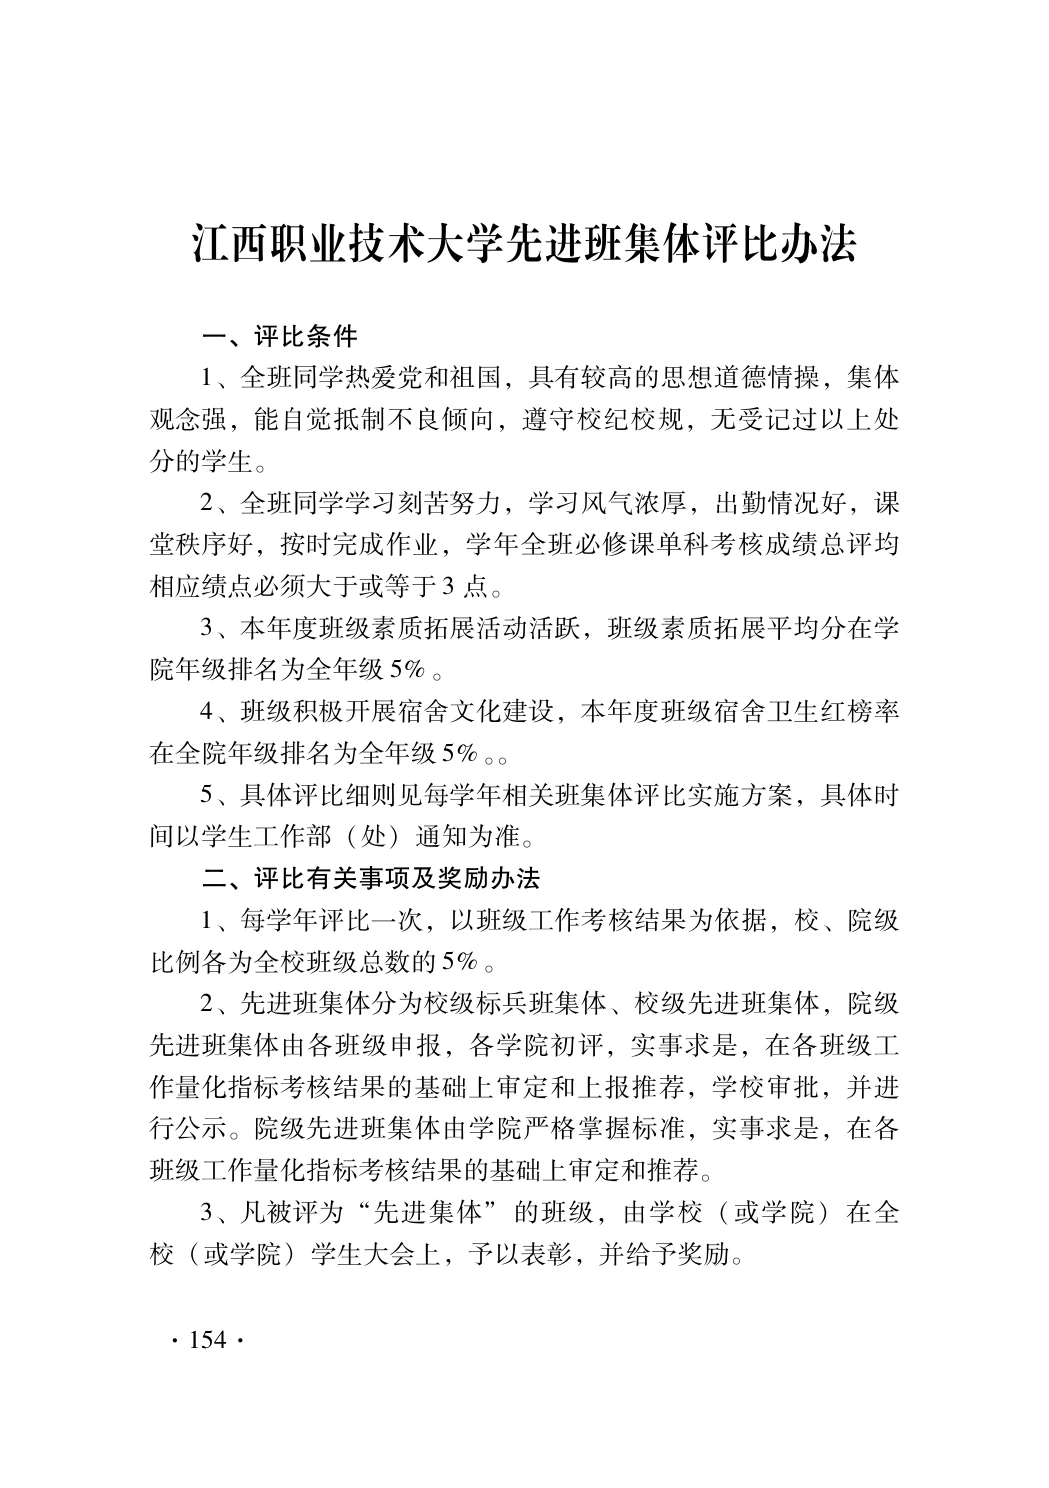 江西职业技术大学先进班集体评比办法
一、评比条件
1、全班同学热爱党和祖国，具有较高的思想道德情操，集体
观念强，能自觉抵制不良倾向，遵守校纪校规，无受记过以上处
分的学生。
2、全班同学学习刻苦努力，学习风气浓厚，出勤情况好，课
堂秩序好，按时完成作业，学年全班必修课单科考核成绩总评均
相应绩点必须大于或等于 3 点。
3、本年度班级素质拓展活动活跃，班级素质拓展平均分在学
院年级排名为全年级 5% 。
4、班级积极开展宿舍文化建设，本年度班级宿舍卫生红榜率
在全院年级排名为全年级 5% 。。
5、具体评比细则见每学年相关班集体评比实施方案，具体时
间以学生工作部（处）通知为准。
二、评比有关事项及奖励办法
1、每学年评比一次，以班级工作考核结果为依据，校、院级
比例各为全校班级总数的 5% 。
2、先进班集体分为校级标兵班集体、校级先进班集体，院级
先进班集体由各班级申报，各学院初评，实事求是，在各班级工
作量化指标考核结果的基础上审定和上报推荐，学校审批，并进
行公示。院级先进班集体由学院严格掌握标准，实事求是，在各
班级工作量化指标考核结果的基础上审定和推荐。
3、凡被评为“先进集体” 的班级，由学校（或学院）在全
校（或学院）学生大会上，予以表彰，并给予奖励。
· 154 ·